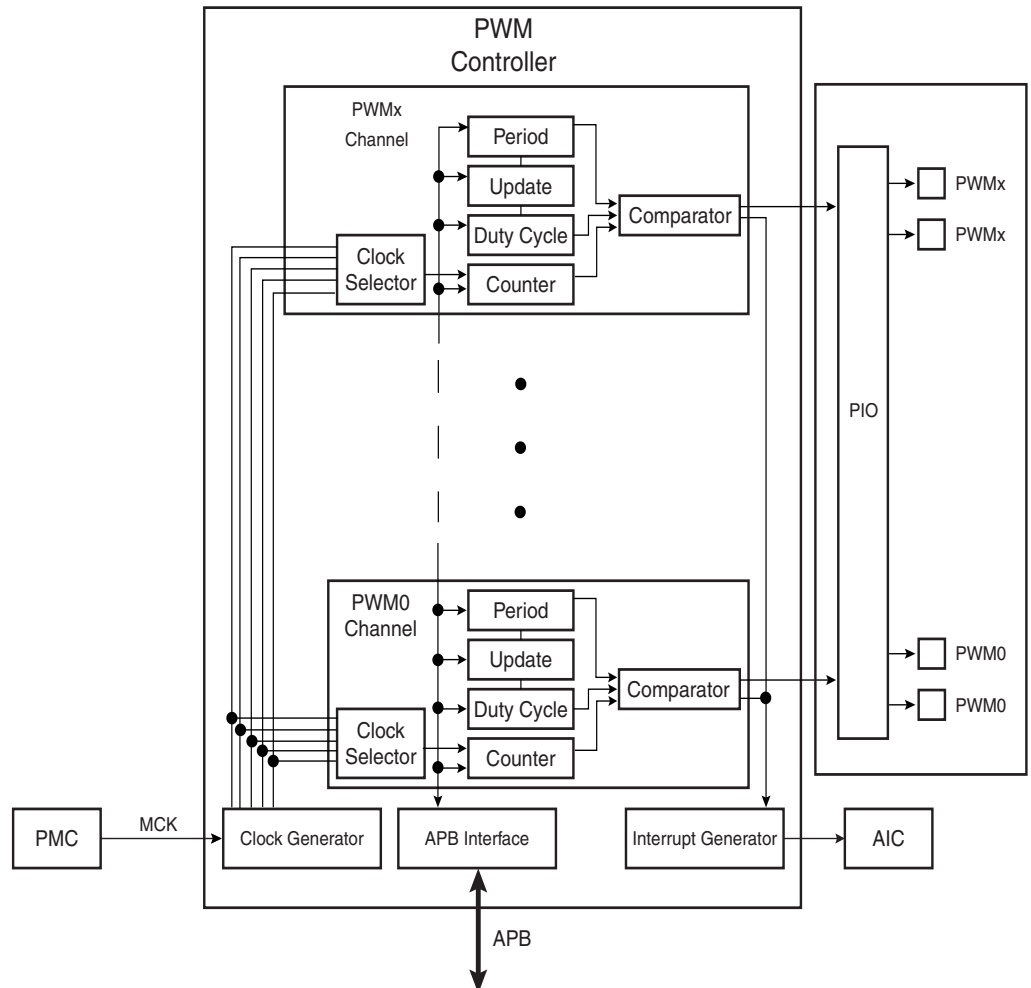 PWM
Controller
PWMx
Channel
Period
Update
Duty Cycle
Counter
Clock
Selector
Comparator
PIO
PWMx
PWMx
PWM0
Channel
Period
Update
Duty Cycle
Counter
Clock
Selector
Comparator
PWM0
PWM0
PMC
MCK
Clock Generator
APB Interface
Interrupt Generator
AIC
APB